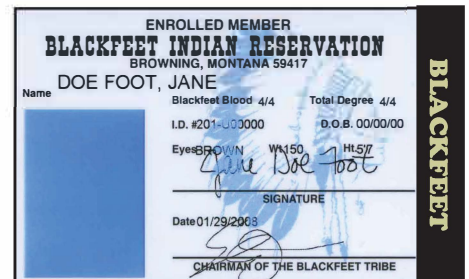 ENROLLED MEMBER
BLACKFEET INDIAN RESERVATION
BROWNING, MONTANA 59417
Name DOE FOOT, JANE
Blackfeet Blood 4/4 Total Degree 4/4
I.D. #201-U00000 D.O.B. 00/00/00
Eyes BROWN Wt.150 Ht.5'7
Jane Doe Foot
SIGNATURE
Date 01/29/2008
CHAIRMAN OF THE BLACKFEET TRIBE
BLACKFEET